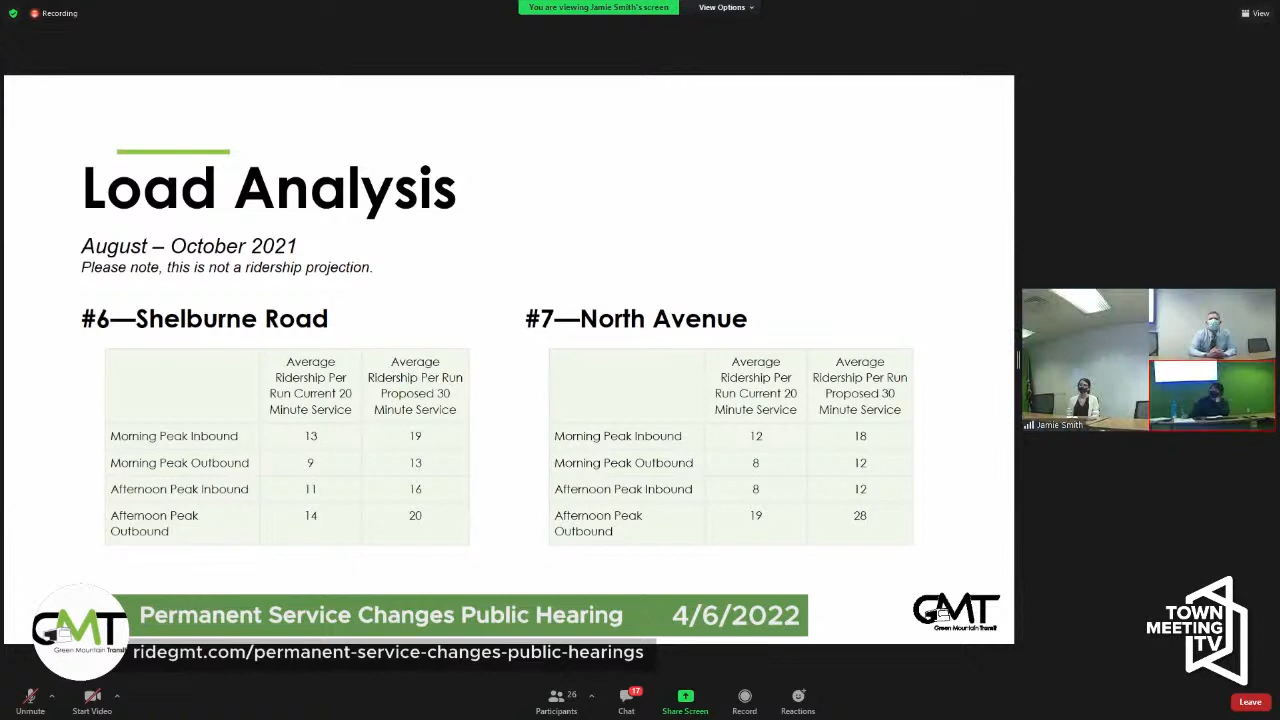 Recording
You are viewing Jamie Smith's screen
View Options
View
Load Analysis
August – October 2021
Please note, this is not a ridership projection.
#6—Shelburne Road
#7—North Avenue
Average
Ridership Per
Run Current 20
Minute Service
Average
Ridership Per Run
Proposed 30
Minute Service
Morning Peak Inbound 13 19
Morning Peak Outbound 9 13
Afternoon Peak Inbound 11 16
Afternoon Peak
Outbound
14 20
Average
Ridership Per
Run Current 20
Minute Service
Average
Ridership Per Run
Proposed 30
Minute Service
Morning Peak Inbound 12 18
Morning Peak Outbound 8 12
Afternoon Peak Inbound 8 12
Afternoon Peak
Outbound
19 28
Jamie Smith
GMT
Green Mountain Transit
Permanent Service Changes Public Hearing 4/6/2022
ridegmt.com/permanent-service-changes-public-hearings
GMT
Green Mountain Transit
TOWN
MEETING
TV
Unmute
Start Video
26
Participants
17
Chat
Share Screen
Record
Reactions
Leave